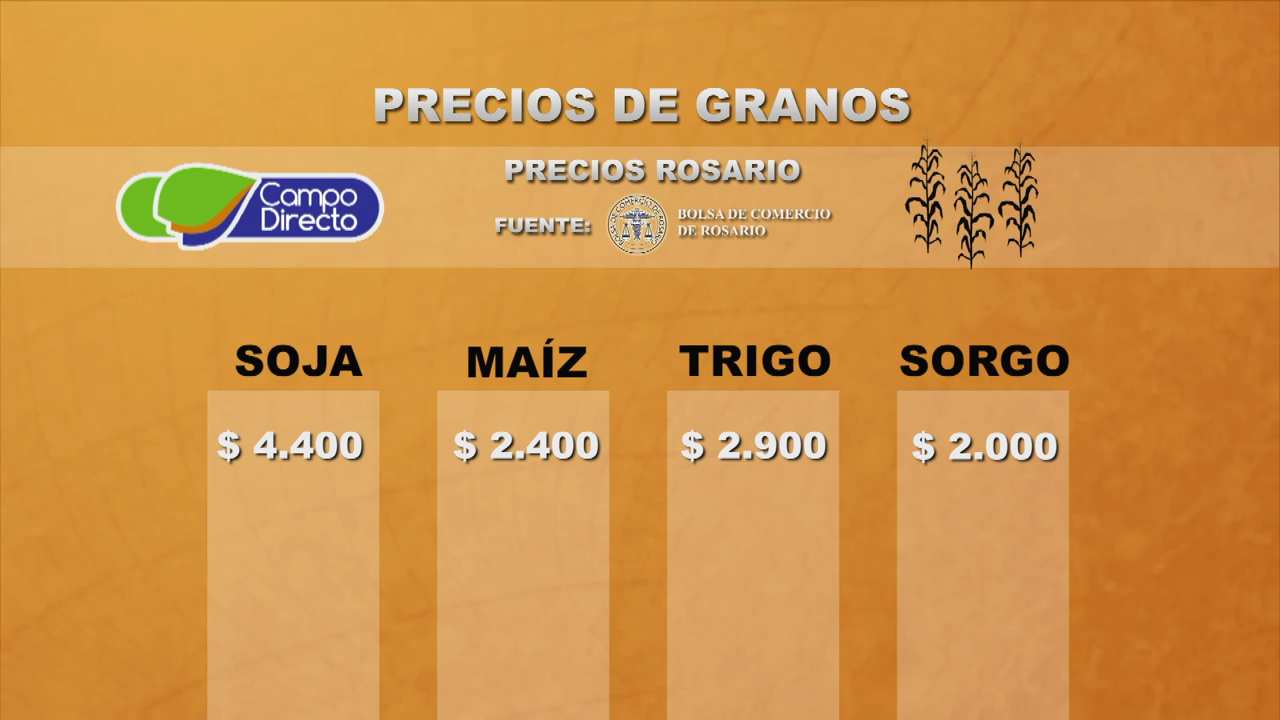 PRECIOS DE GRANOS
Campo
Directo
PRECIOS ROSARIO
FUENTE:
BOLSA DE COMERCIO
DE ROSARIO
SOJA MAÍZ TRIGO SORGO
$ 4.400 $ 2.400 $ 2.900 $ 2.000